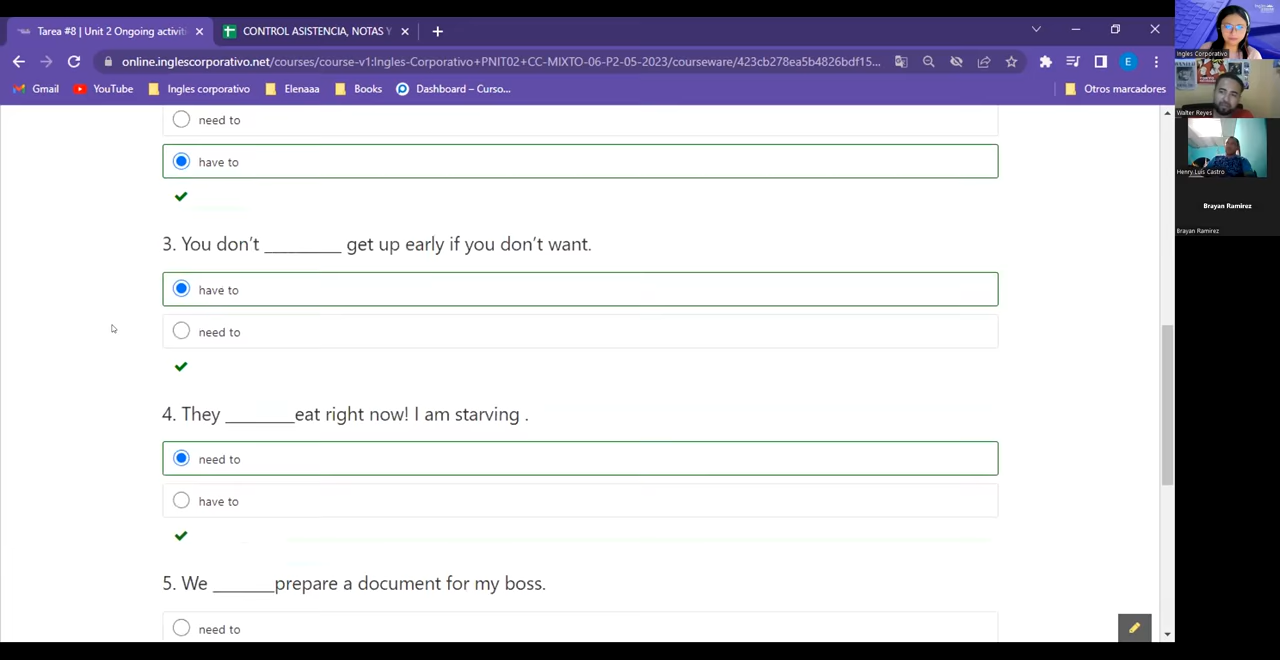 Tarea #8 | Unit 2 Ongoing activiti
CONTROL ASISTENCIA, NOTAS Y
online.inglescorporativo.net/courses/course-v1:Ingles-Corporativo+PNIT02+CC-MIXTO-06-P2-05-2023/courseware/423cb278ea5b4826bdf15...
E
Gmail
YouTube
Ingles corporativo
Elenaaa
Books
Dashboard – Curso...
Otros marcadores
need to
have to
3. You don’t _________ get up early if you don’t want.
have to
need to
4. They ________eat right now! I am starving .
need to
have to
5. We _______prepare a document for my boss.
need to
Ingles Corporativo
Walter Reyes
Henry Luis Castro
Brayan Ramirez
Brayan Ramirez